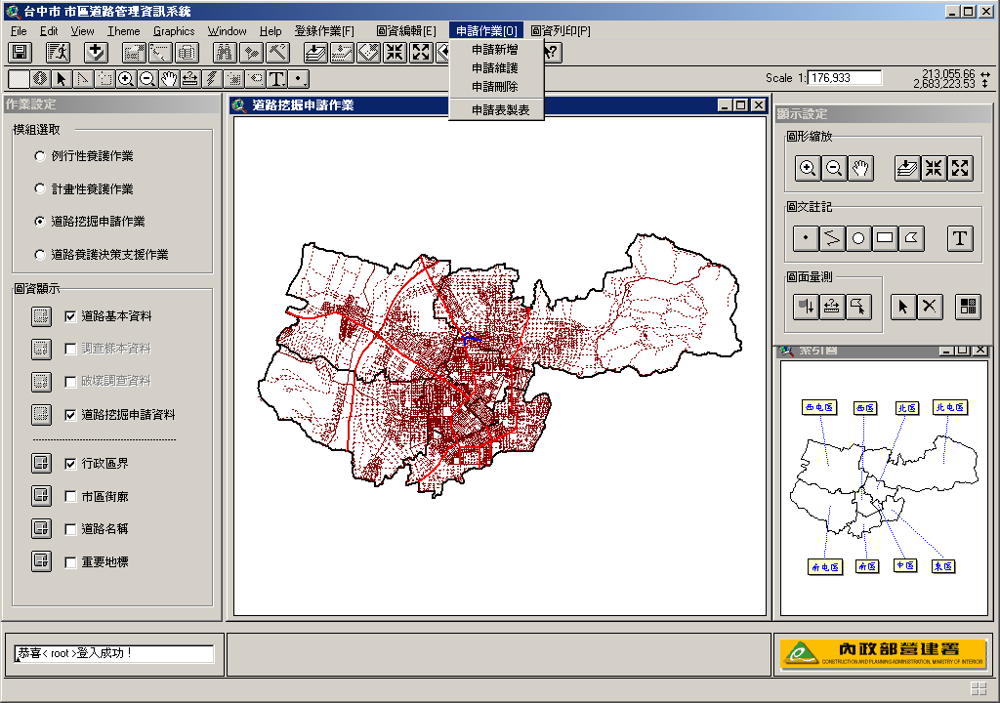 台中市 市區道路管理資訊系統
File Edit View Theme Graphics Window Help 登錄作業[F] 圖資編輯[E] 申請作業[O] 圖資列印[P]
申請新增
申請維護
申請刪除
申請表製表
Scale 1: 176,933
213,055.66
2,683,223.53
作業設定
模組選取
例行性養護作業
計畫性養護作業
道路挖掘申請作業
道路養護決策支援作業
圖資顯示
道路基本資料
調查樣本資料
破壞調查資料
道路挖掘申請資料
行政區界
市區街廓
道路名稱
重要地標
道路挖掘申請作業
顯示設定
圖形縮放
圖文註記
圖面量測
索引圖
西屯區 西區 北區 北屯區
南屯區 南區 中區 東區
恭喜< root >登入成功！
內政部營建署
CONSTRUCTION AND PLANNING ADMINISTRATION, MINISTRY OF INTERIOR